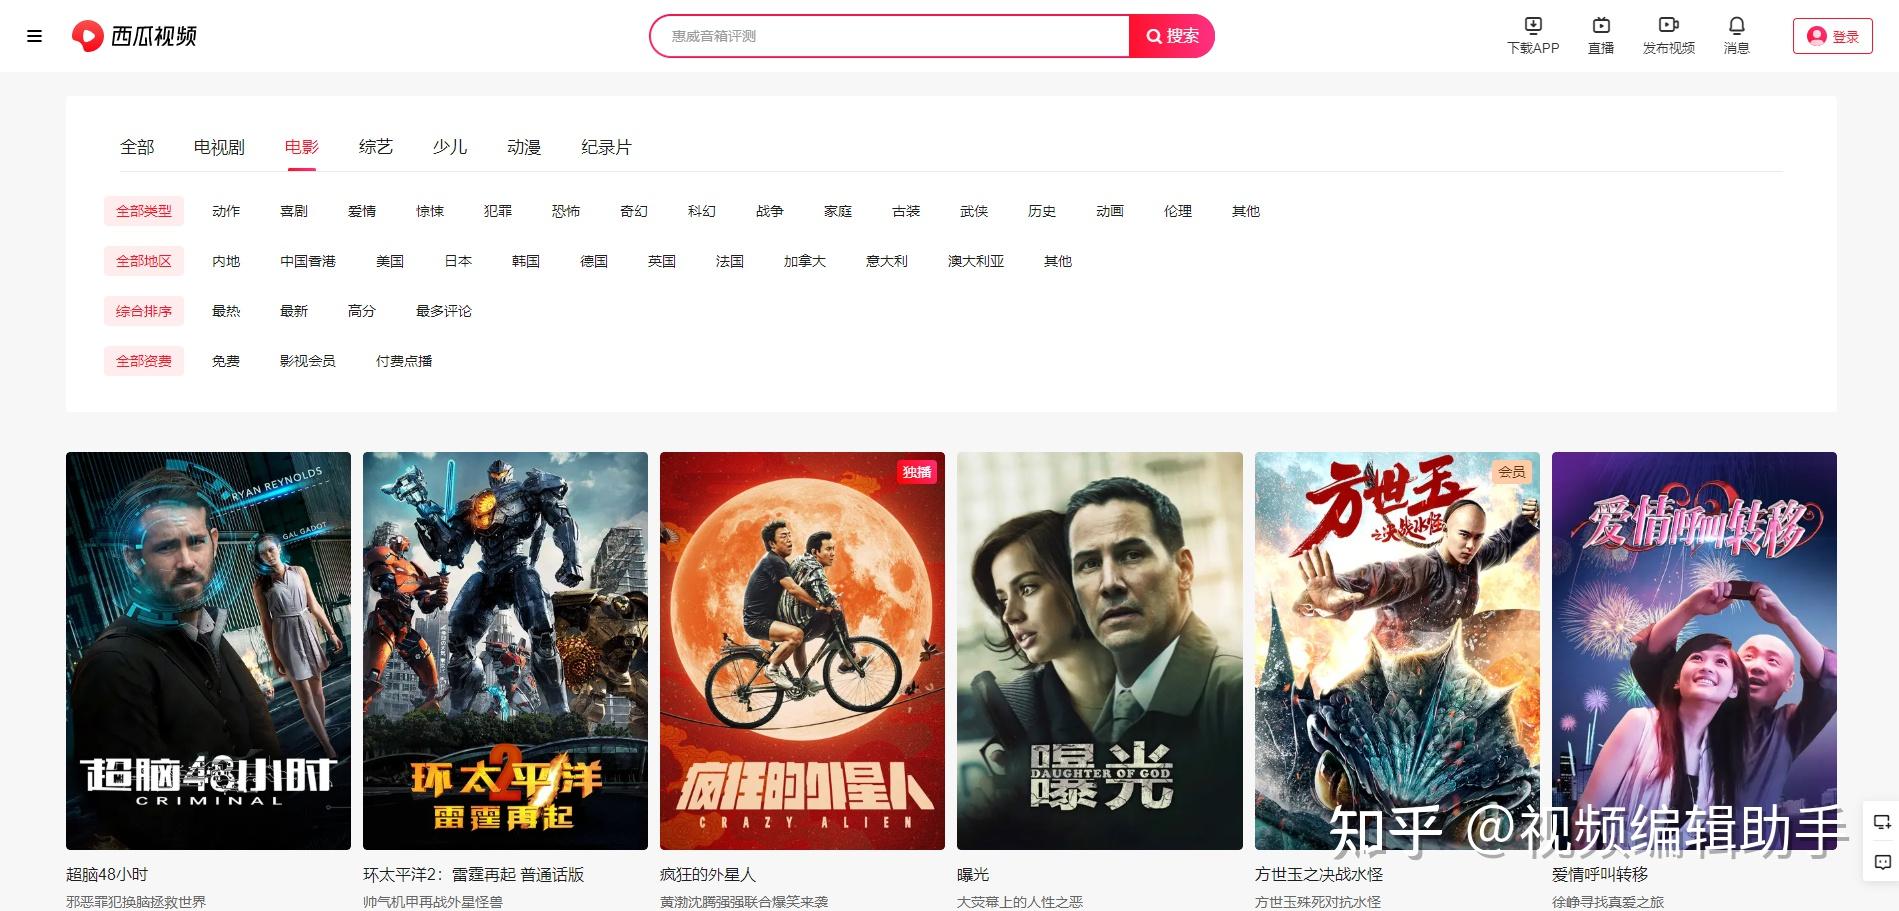 西瓜视频
惠威音箱评测
搜索
下载APP
直播
发布视频
消息
登录
全部 电视剧 电影 综艺 少儿 动漫 纪录片
全部类型 动作 喜剧 爱情 惊悚 犯罪 恐怖 奇幻 科幻 战争 家庭 古装 武侠 历史 动画 伦理 其他
全部地区 内地 中国香港 美国 日本 韩国 德国 英国 法国 加拿大 意大利 澳大利亚 其他
综合排序 最热 最新 高分 最多评论
全部资费 免费 影视会员 付费点播
RYAN REYNOLDS
GAL GADOT
超脑48小时
CRIMINAL
环太平洋2
雷霆再起
独播
疯狂的外星人
CRAZY ALIEN
曝光
DAUGHTER OF GOD
会员
方世玉
之决战水怪
爱情呼叫转移
知乎 @视频编辑助手
超脑48小时
邪恶罪犯换脑拯救世界
环太平洋2：雷霆再起 普通话版
帅气机甲再战外星怪兽
疯狂的外星人
黄渤沈腾强强联合爆笑来袭
曝光
大荧幕上的人性之恶
方世玉之决战水怪
方世玉殊死对抗水怪
爱情呼叫转移
徐峥寻找真爱之旅